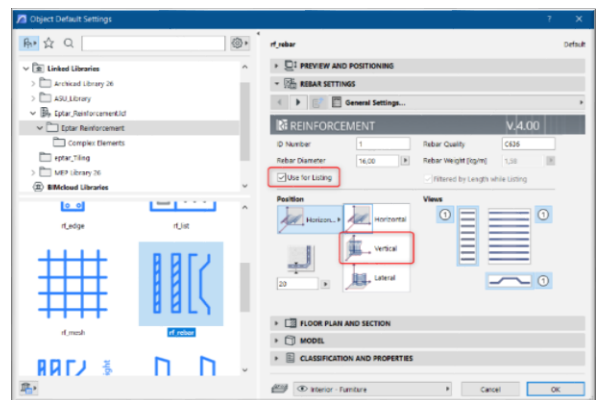 Object Default Settings
Linked Libraries
Archicad Library 26
ASU_Library
Eptar_Reinforcement.lcf
Eptar Reinforcement
Complex Elements
eptar_Tiling
MEP Library 26
BIMcloud Libraries
rf_edge
rf_list
rf_mesh
rf_rebar
rf_rebar
Default
PREVIEW AND POSITIONING
REBAR SETTINGS
General Settings...
REINFORCEMENT
V.4.00
ID Number
1
Rebar Quality
C636
Rebar Diameter
16,00
Rebar Weight [kg/m]
1,58
Use for Listing
Filtered by Length while Listing
Position
Views
Horizon...
Horizontal
Vertical
Lateral
20
1
1
1
FLOOR PLAN AND SECTION
MODEL
CLASSIFICATION AND PROPERTIES
Interior - Furniture
Cancel
OK